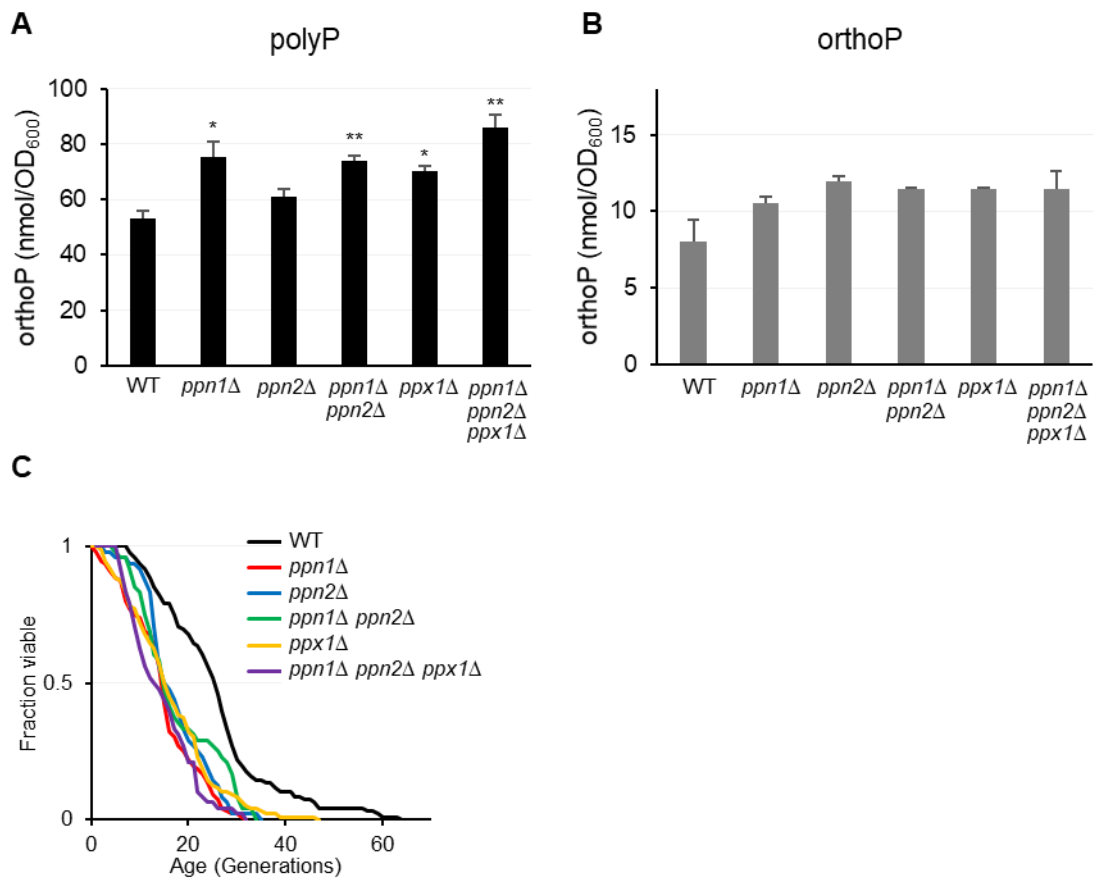 A
polyP
orthoP (nmol/OD600)
100
80
60
40
20
0
*
**
*
**
WT
ppn1Δ
ppn2Δ
ppn1Δ
ppn2Δ
ppx1Δ
ppn1Δ
ppn2Δ
ppx1Δ
B
orthoP
orthoP (nmol/OD600)
15
10
5
0
WT
ppn1Δ
ppn2Δ
ppn1Δ
ppn2Δ
ppx1Δ
ppn1Δ
ppn2Δ
ppx1Δ
C
Fraction viable
1
0.5
0
WT
ppn1Δ
ppn2Δ
ppn1Δ ppn2Δ
ppx1Δ
ppn1Δ ppn2Δ ppx1Δ
0
20
40
60
Age (Generations)